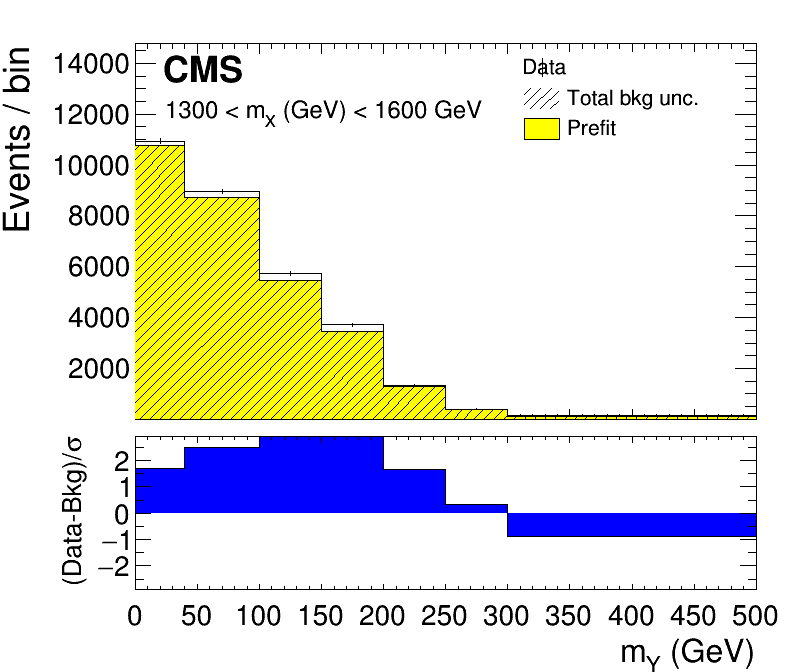 CMS
1300 < mX (GeV) < 1600 GeV
Data
Total bkg unc.
Prefit
Events / bin
14000
12000
10000
8000
6000
4000
2000
(Data-Bkg)/σ
2
1
0
−1
−2
0 50 100 150 200 250 300 350 400 450 500
mY (GeV)